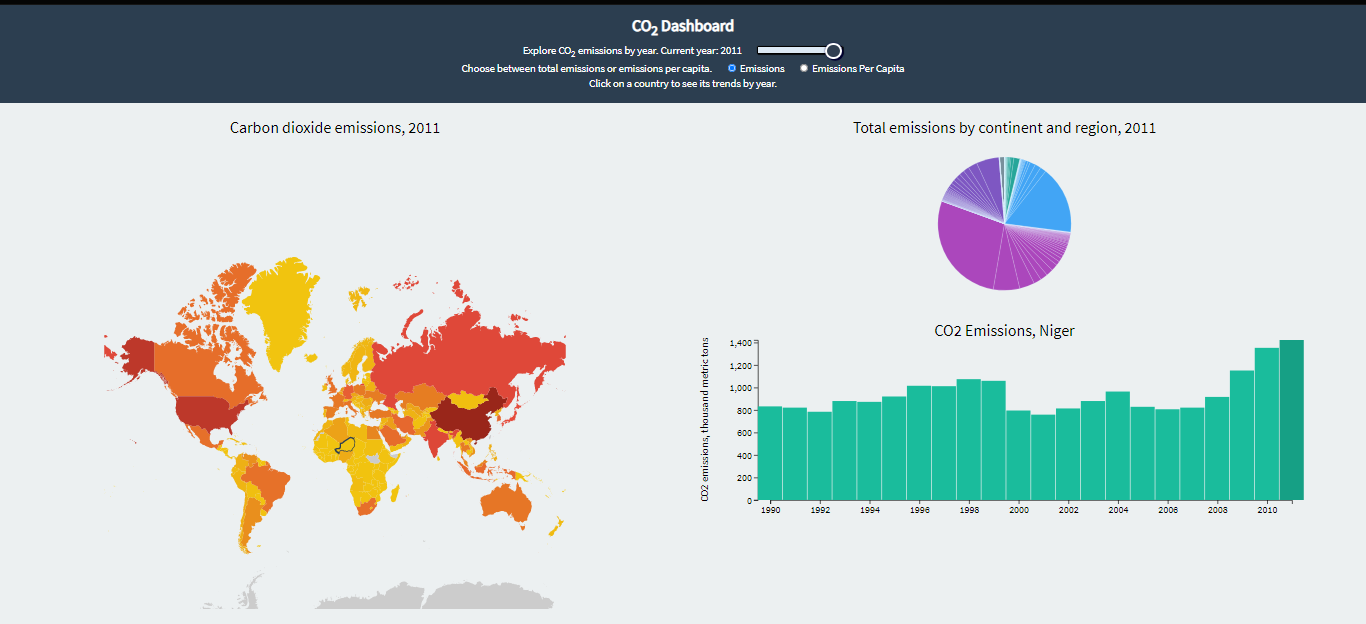 CO2 Dashboard
Explore CO2 emissions by year. Current year: 2011
Choose between total emissions or emissions per capita. Emissions Emissions Per Capita
Click on a country to see its trends by year.
Carbon dioxide emissions, 2011
Total emissions by continent and region, 2011
CO2 Emissions, Niger
CO2 emissions, thousand metric tons
1,400
1,200
1,000
800
600
400
200
0
1990 1992 1994 1996 1998 2000 2002 2004 2006 2008 2010